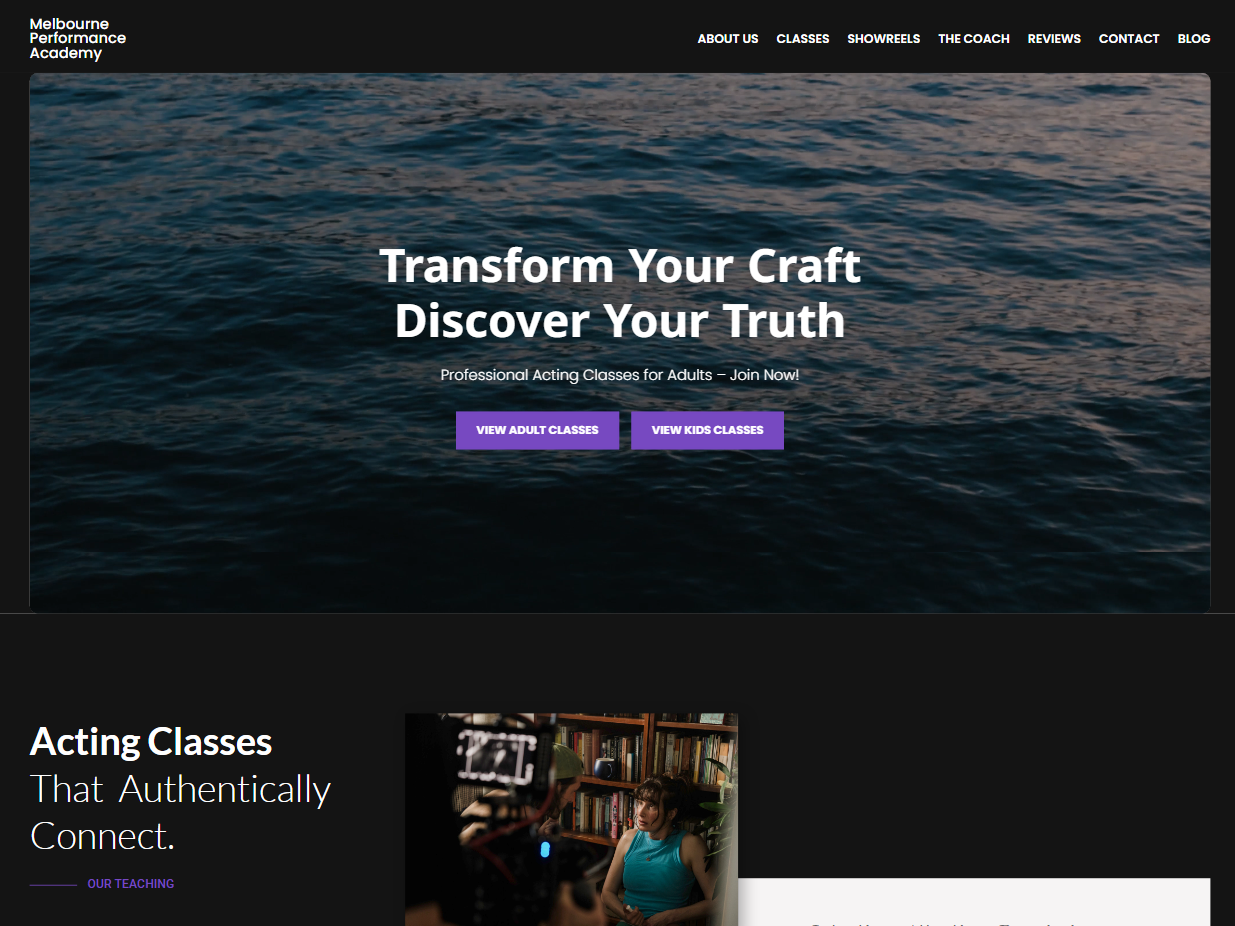 Melbourne
Performance
Academy
ABOUT US CLASSES SHOWREELS THE COACH REVIEWS CONTACT BLOG
Transform Your Craft
Discover Your Truth
Professional Acting Classes for Adults – Join Now!
VIEW ADULT CLASSES VIEW KIDS CLASSES
Acting Classes
That Authentically
Connect.
OUR TEACHING